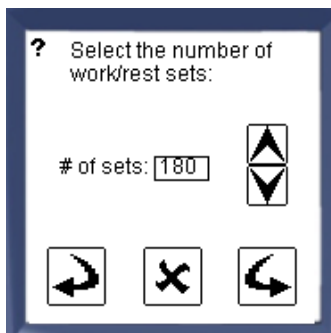 ? Select the number of
work/rest sets:
# of sets: 180